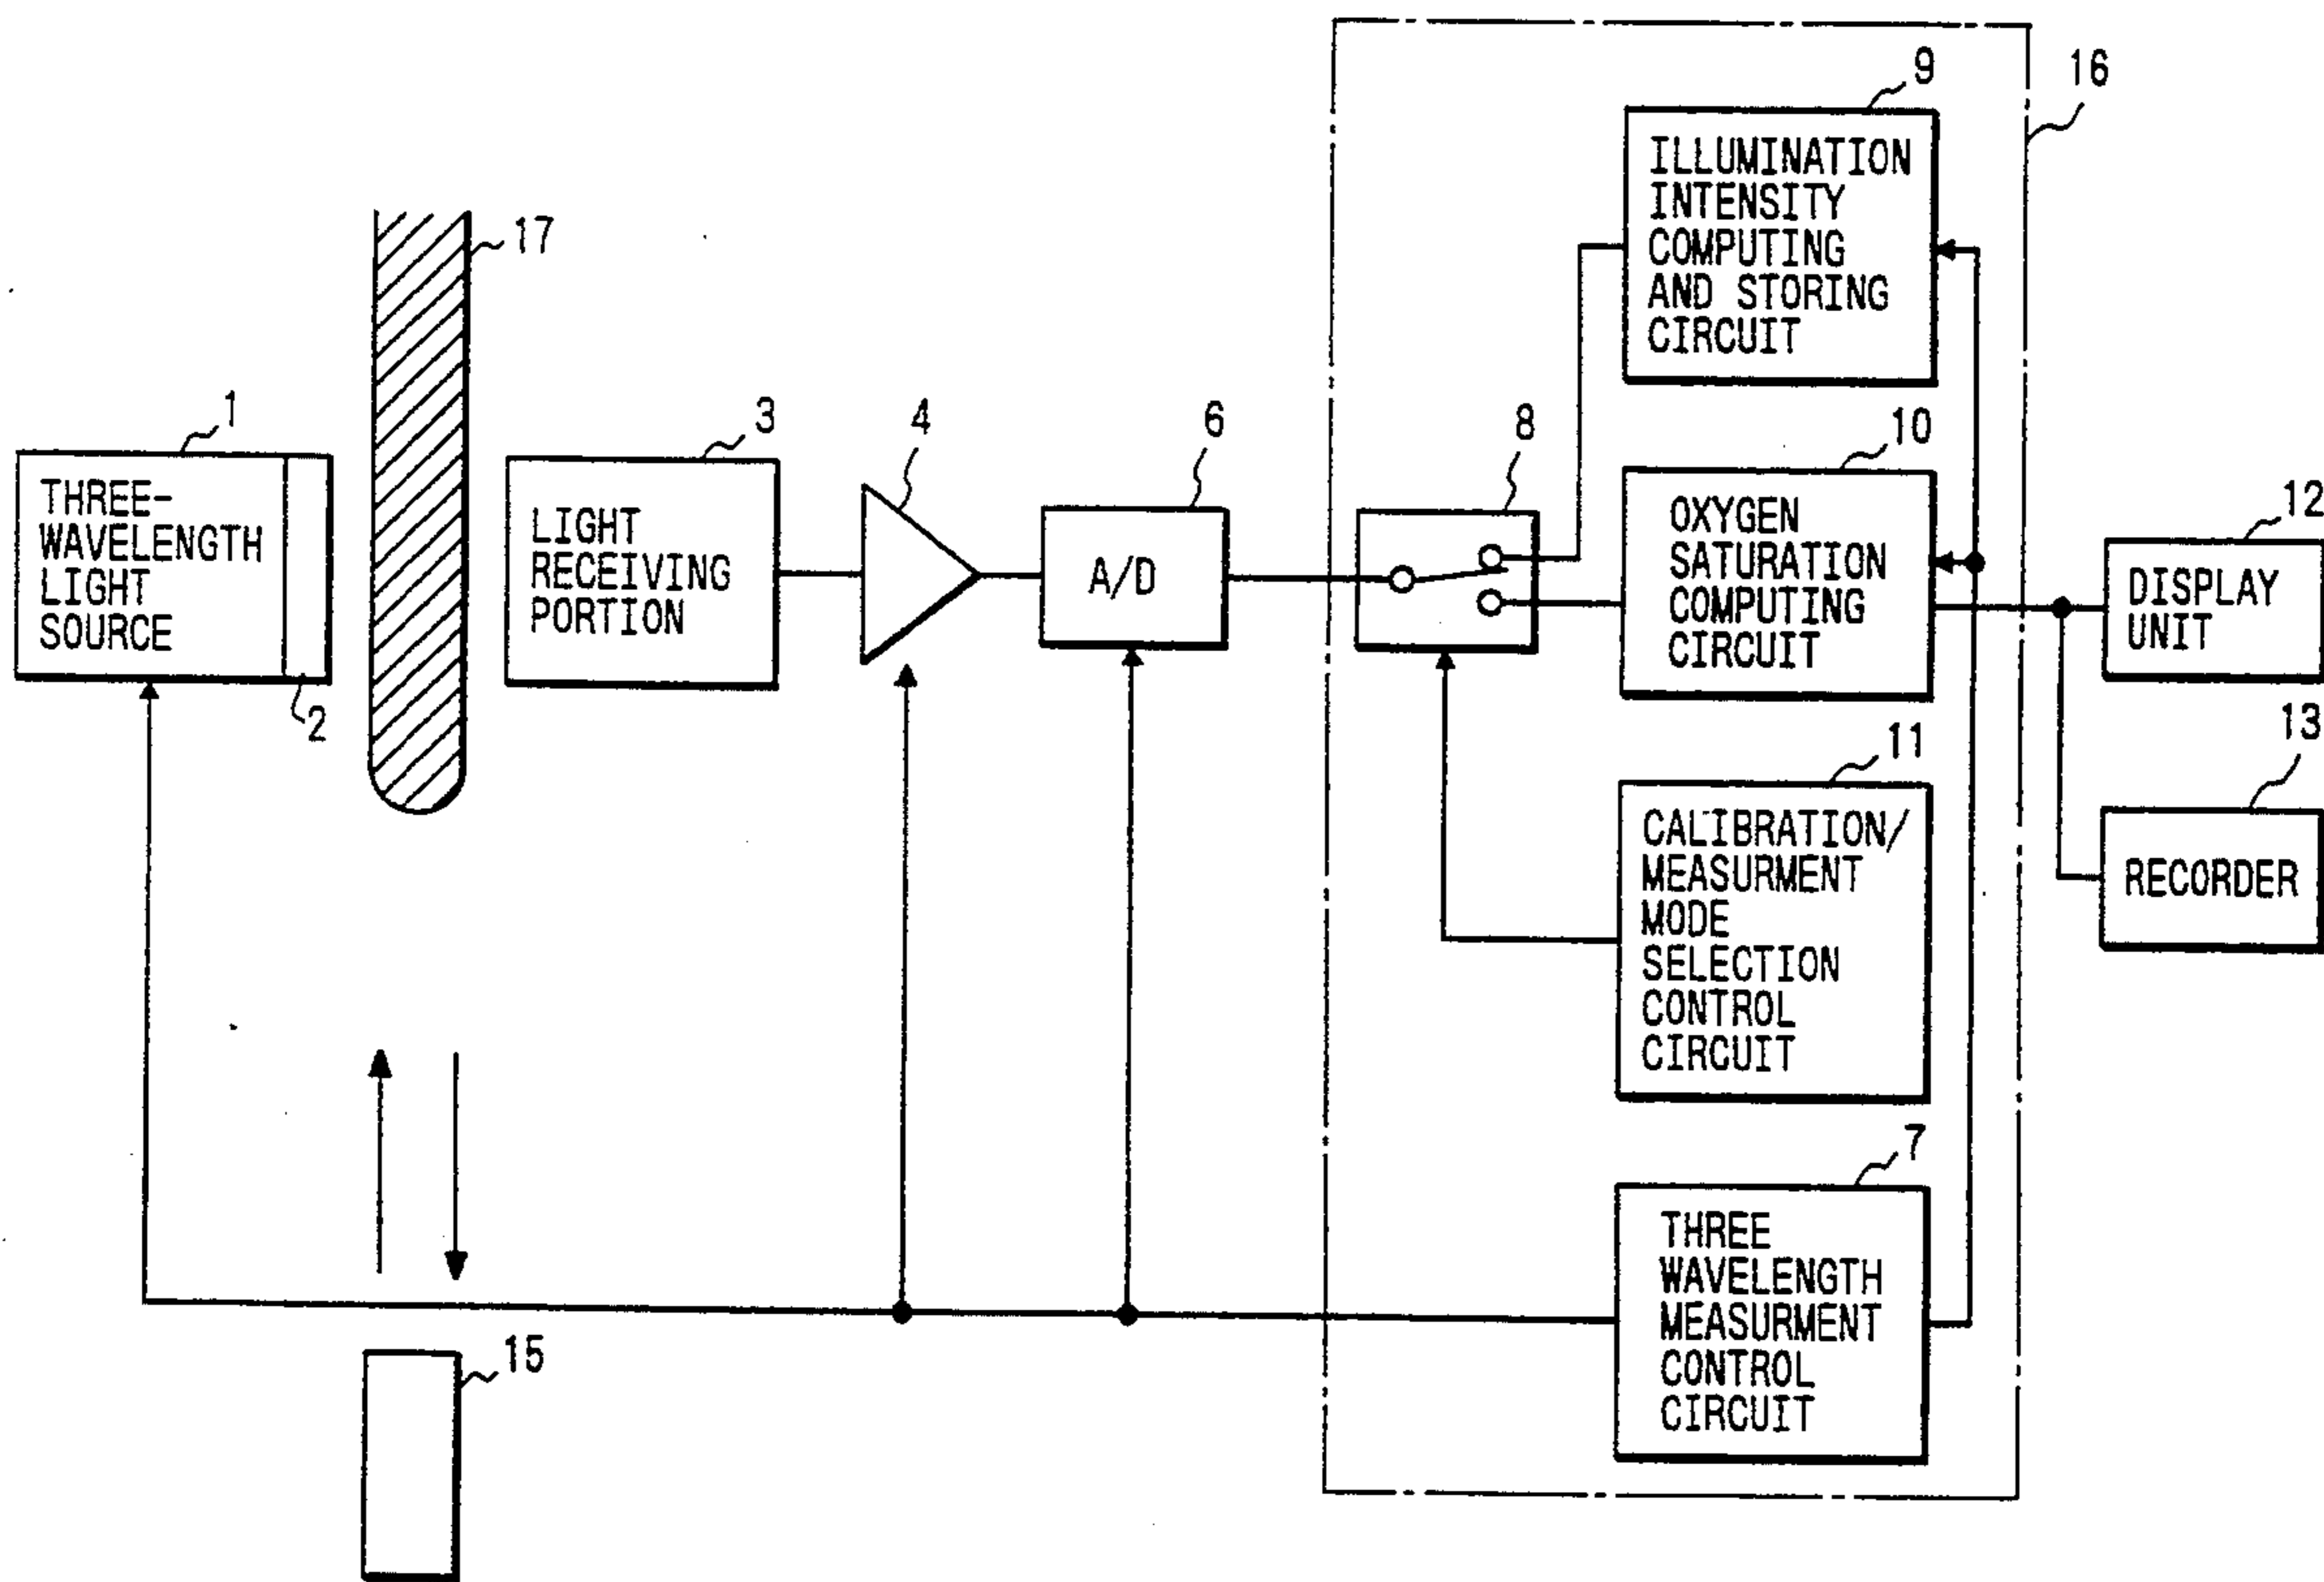 9
16
ILLUMINATION
INTENSITY
COMPUTING
AND STORING
CIRCUIT
17
1
3
4
6
8
10
12
THREE-
WAVELENGTH
LIGHT
SOURCE
2
LIGHT
RECEIVING
PORTION
A/D
OXYGEN
SATURATION
COMPUTING
CIRCUIT
DISPLAY
UNIT
13
RECORDER
11
CALIBRATION/
MEASURMENT
MODE
SELECTION
CONTROL
CIRCUIT
7
THREE
WAVELENGTH
MEASURMENT
CONTROL
CIRCUIT
15